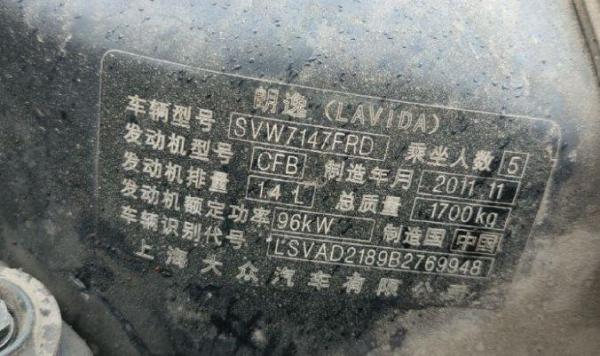 朗逸 (LAVIDA)
车辆型号 SVW7147FRD 乘坐人数 5
发动机型号 CFB 制造年月 2011.11
发动机排量 1.4 L 总质量 1700kg
发动机额定功率 96kW 制造国 中国
车辆识别代号 LSVAD2189B2769948
上海大众汽车有限公司